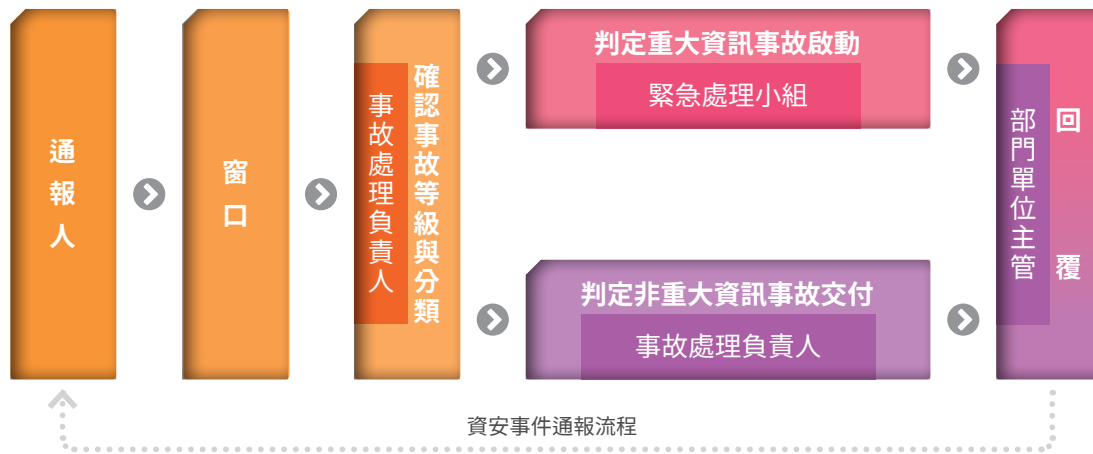 通報人
窗口
事故處理負責人
確認事故等級與分類
判定重大資訊事故啟動
緊急處理小組
判定非重大資訊事故交付
事故處理負責人
部門單位主管
回覆
資安事件通報流程